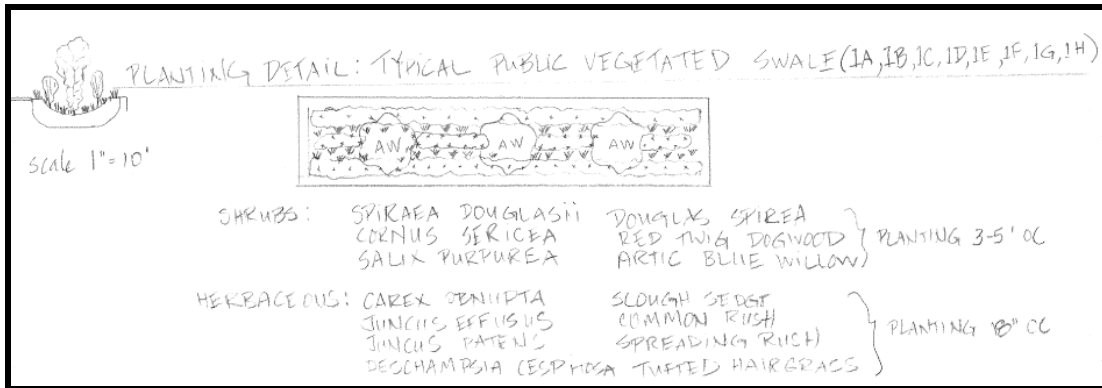 PLANTING DETAIL: TYPICAL PUBLIC VEGETATED SWALE (1A,1B,1C,1D,1E,1F,1G,1H)
AW AW AW
scale 1"=10'
SHRUBS: SPIRAEA DOUGLASII DOUGLAS SPIREA
CORNUS SERICEA RED TWIG DOGWOOD PLANTING 3-5' OC
SALIX PURPUREA ARTIC BLUE WILLOW
HERBACEOUS: CAREX OBNUPTA SLOUGH SEDGE
JUNCUS EFFUSUS COMMON RUSH
JUNCUS PATENS SPREADING RUSH PLANTING OC
DESCHAMPSIA CESPITOSA TUFTED HAIRGRASS